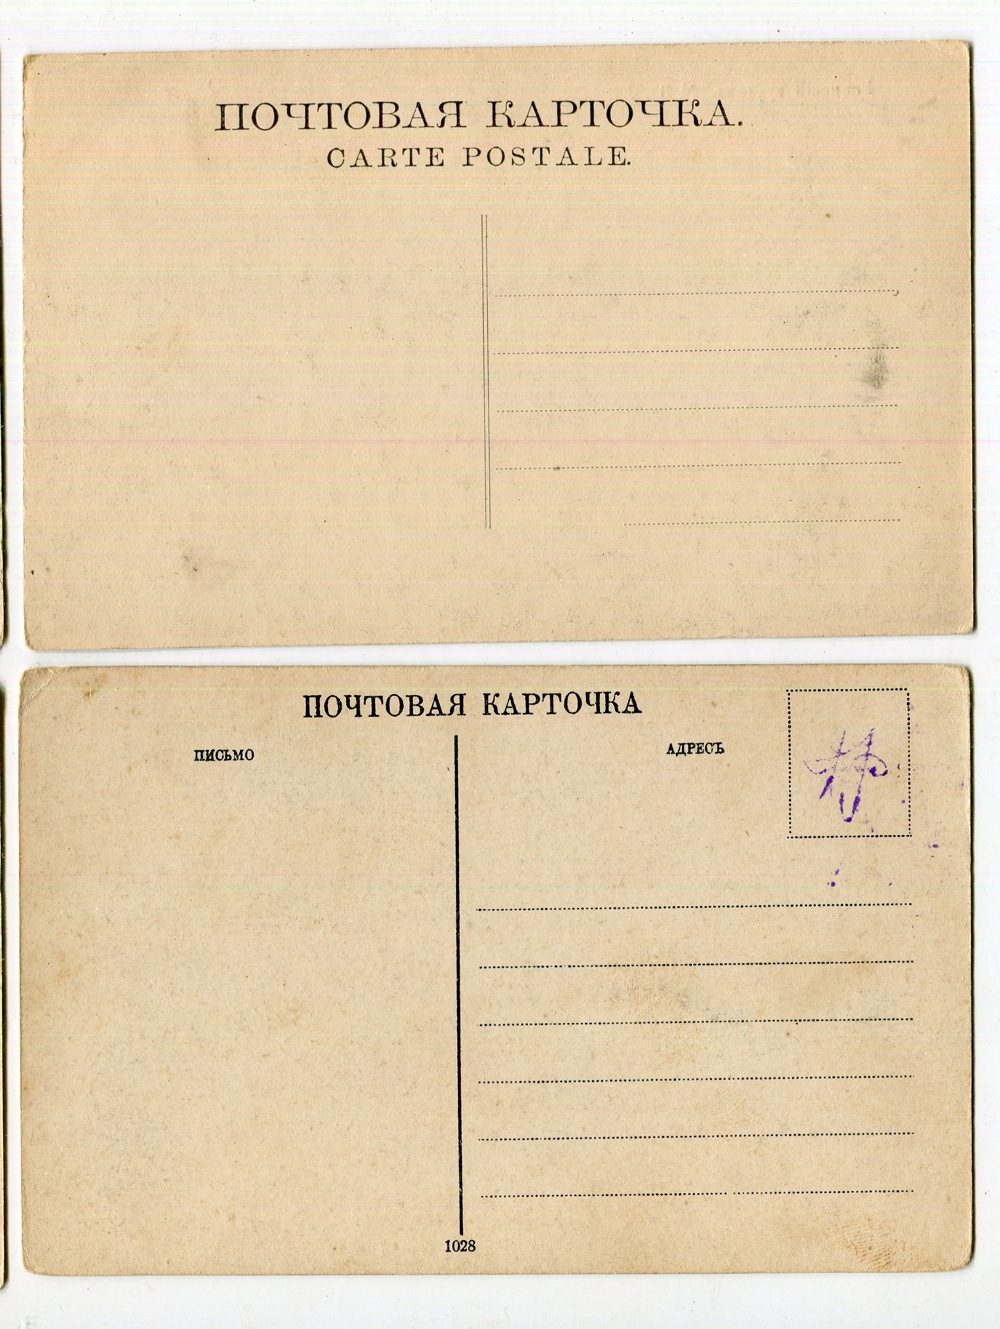 ПОЧТОВАЯ КАРТОЧКА.
CARTE POSTALE.
ПОЧТОВАЯ КАРТОЧКА
ПИСЬМО
АДРЕСЪ
1028